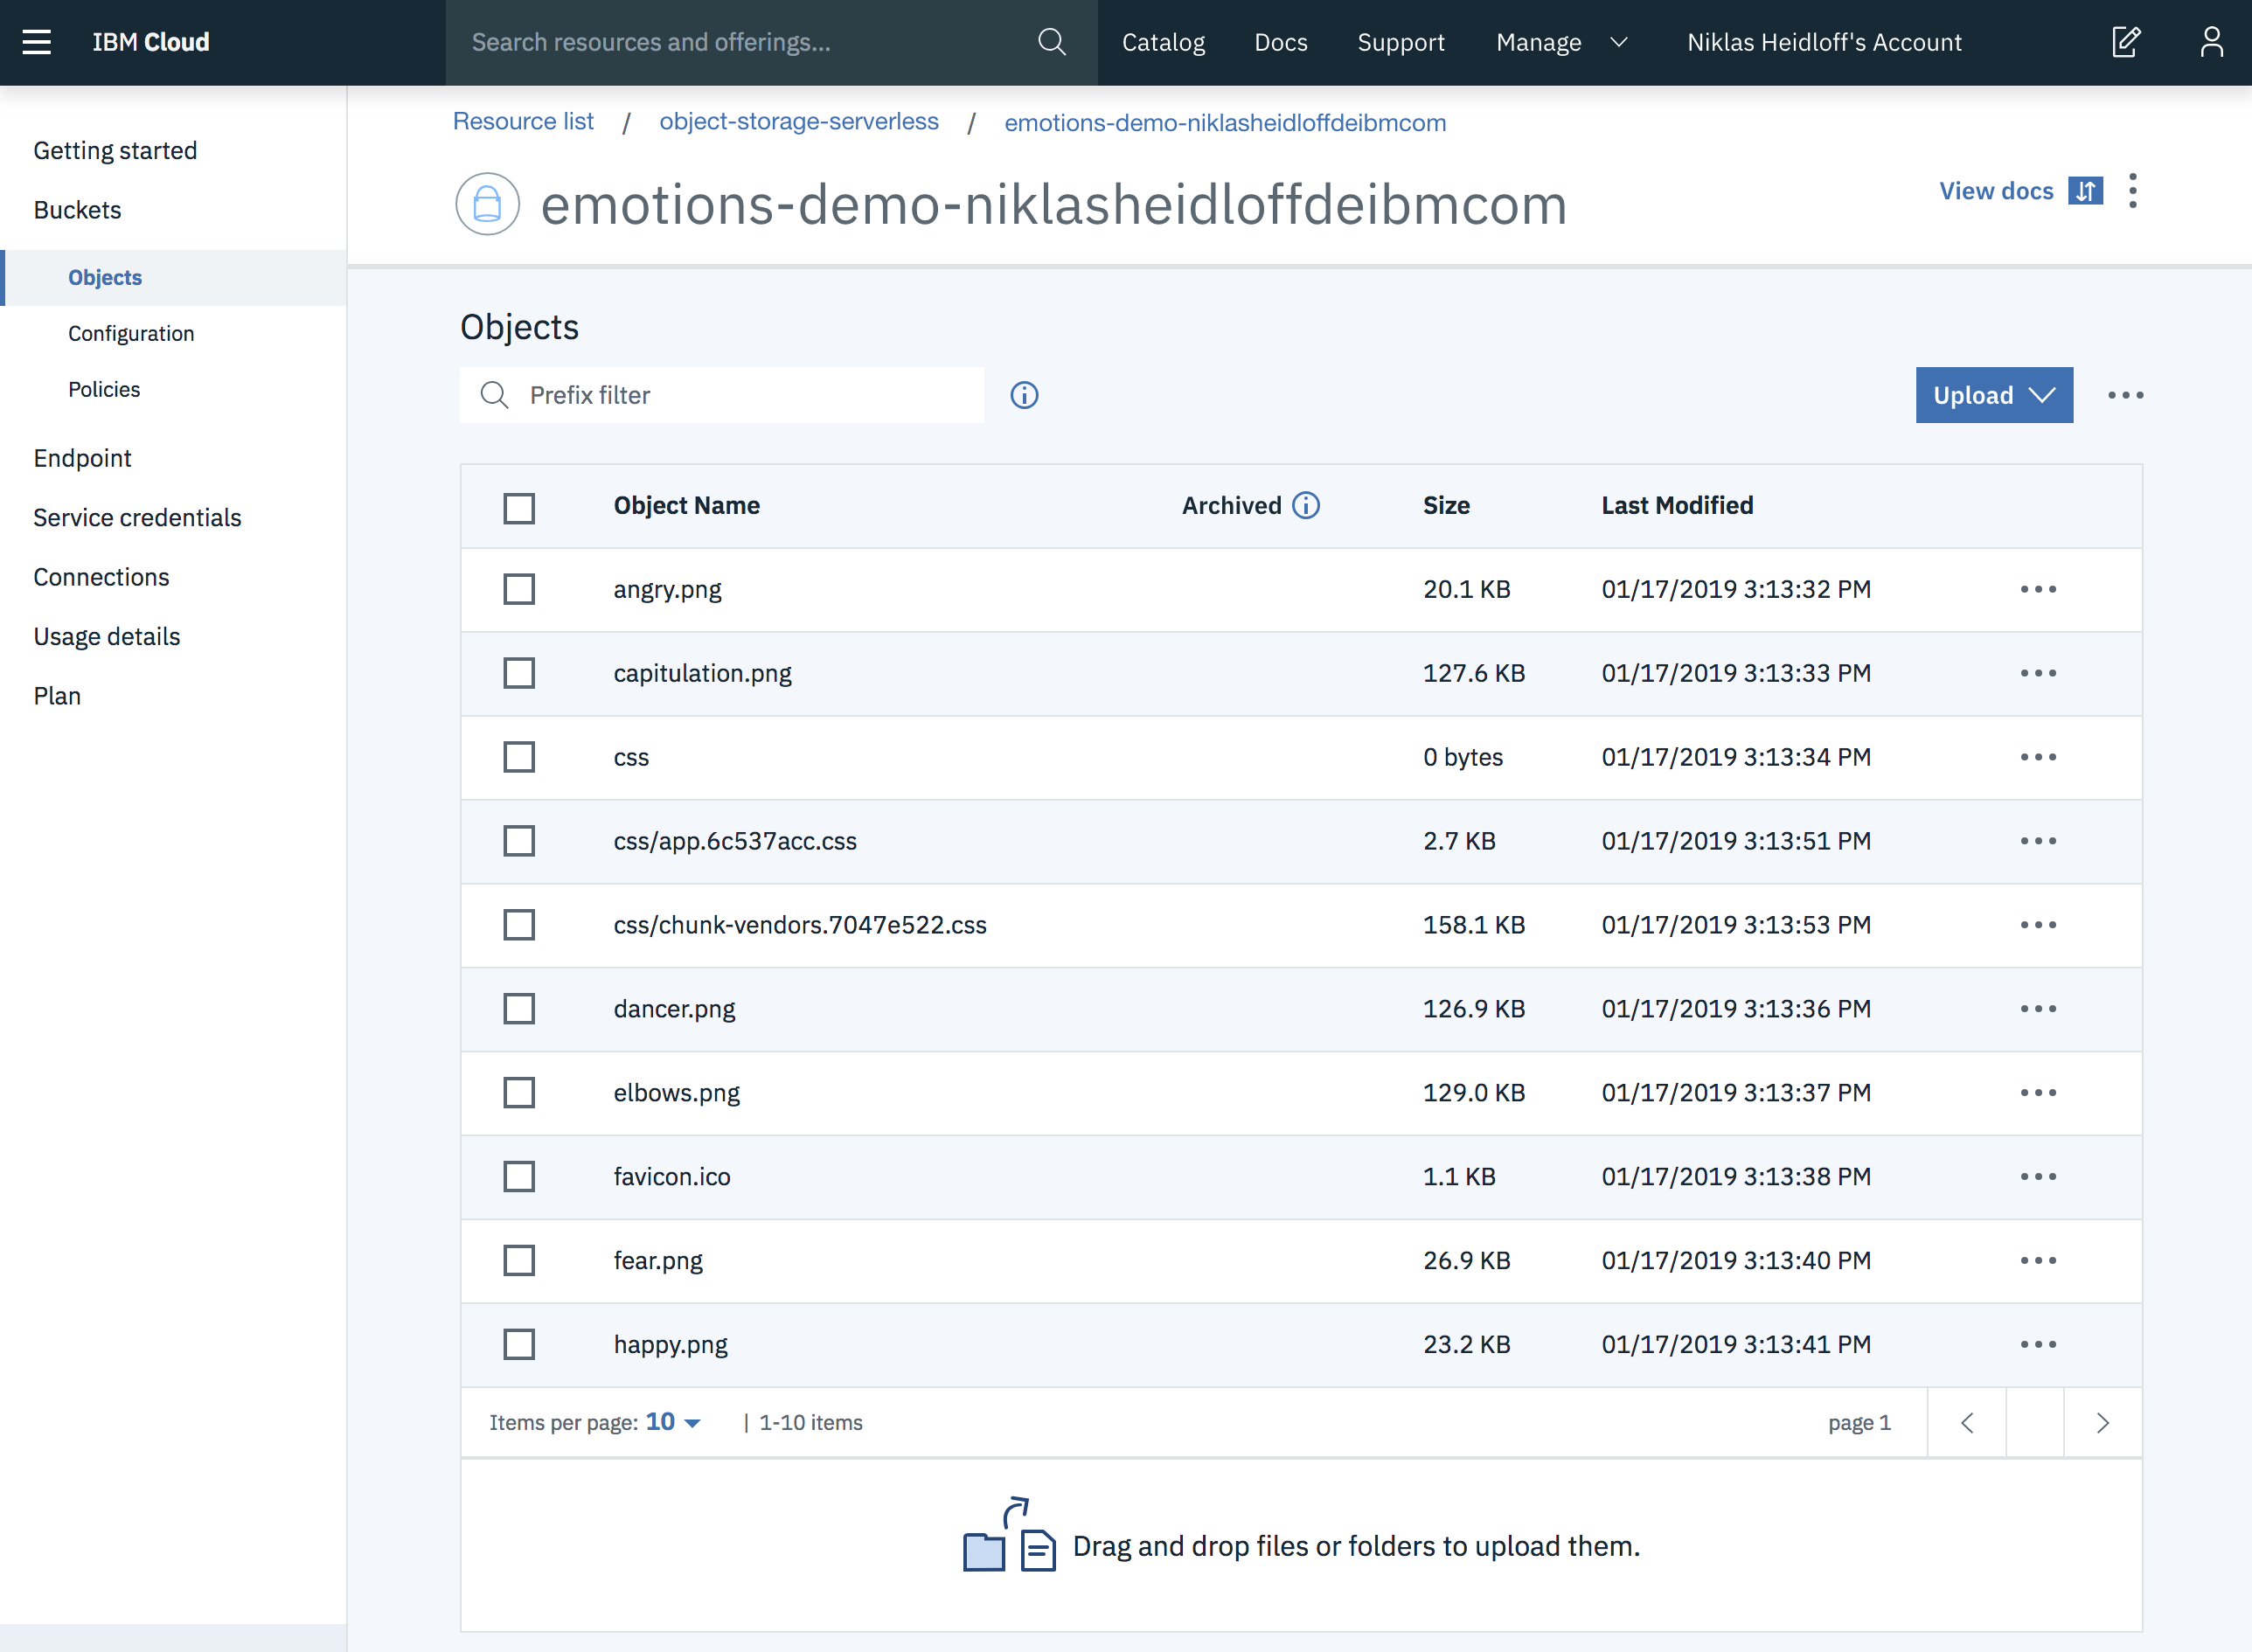 IBM Cloud
Search resources and offerings...
Catalog Docs Support Manage Niklas Heidloff's Account
Getting started
Buckets
Objects
Configuration
Policies
Endpoint
Service credentials
Connections
Usage details
Plan
Resource list / object-storage-serverless / emotions-demo-niklasheidloffdeibmcom
emotions-demo-niklasheidloffdeibmcom
View docs
Objects
Prefix filter
Upload
Object Name Archived Size Last Modified
angry.png 20.1 KB 01/17/2019 3:13:32 PM
capitulation.png 127.6 KB 01/17/2019 3:13:33 PM
css 0 bytes 01/17/2019 3:13:34 PM
css/app.6c537acc.css 2.7 KB 01/17/2019 3:13:51 PM
css/chunk-vendors.7047e522.css 158.1 KB 01/17/2019 3:13:53 PM
dancer.png 126.9 KB 01/17/2019 3:13:36 PM
elbows.png 129.0 KB 01/17/2019 3:13:37 PM
favicon.ico 1.1 KB 01/17/2019 3:13:38 PM
fear.png 26.9 KB 01/17/2019 3:13:40 PM
happy.png 23.2 KB 01/17/2019 3:13:41 PM
Items per page: 10 | 1-10 items page 1
Drag and drop files or folders to upload them.